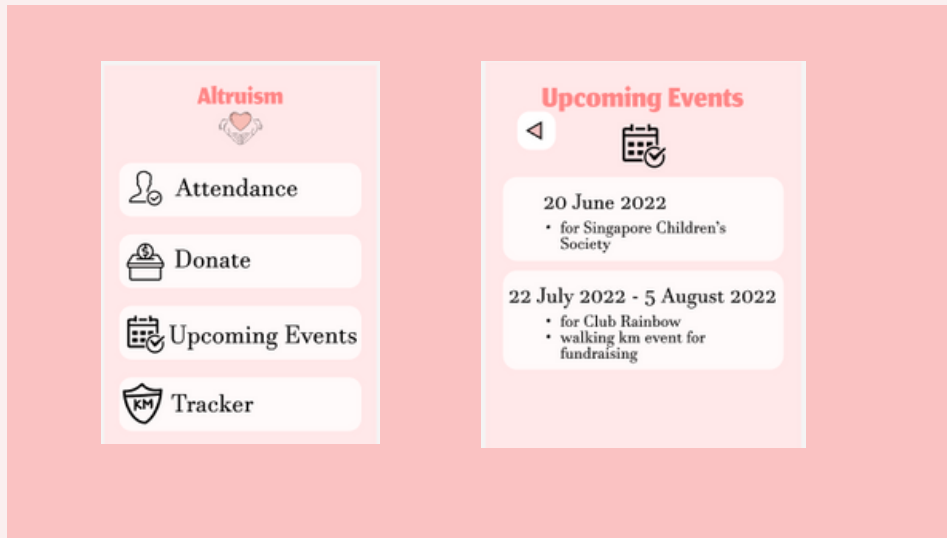 Altruism
Attendance
Donate
Upcoming Events
KM
Tracker
Upcoming Events
20 June 2022
• for Singapore Children's
Society
22 July 2022 - 5 August 2022
• for Club Rainbow
• walking km event for
fundraising